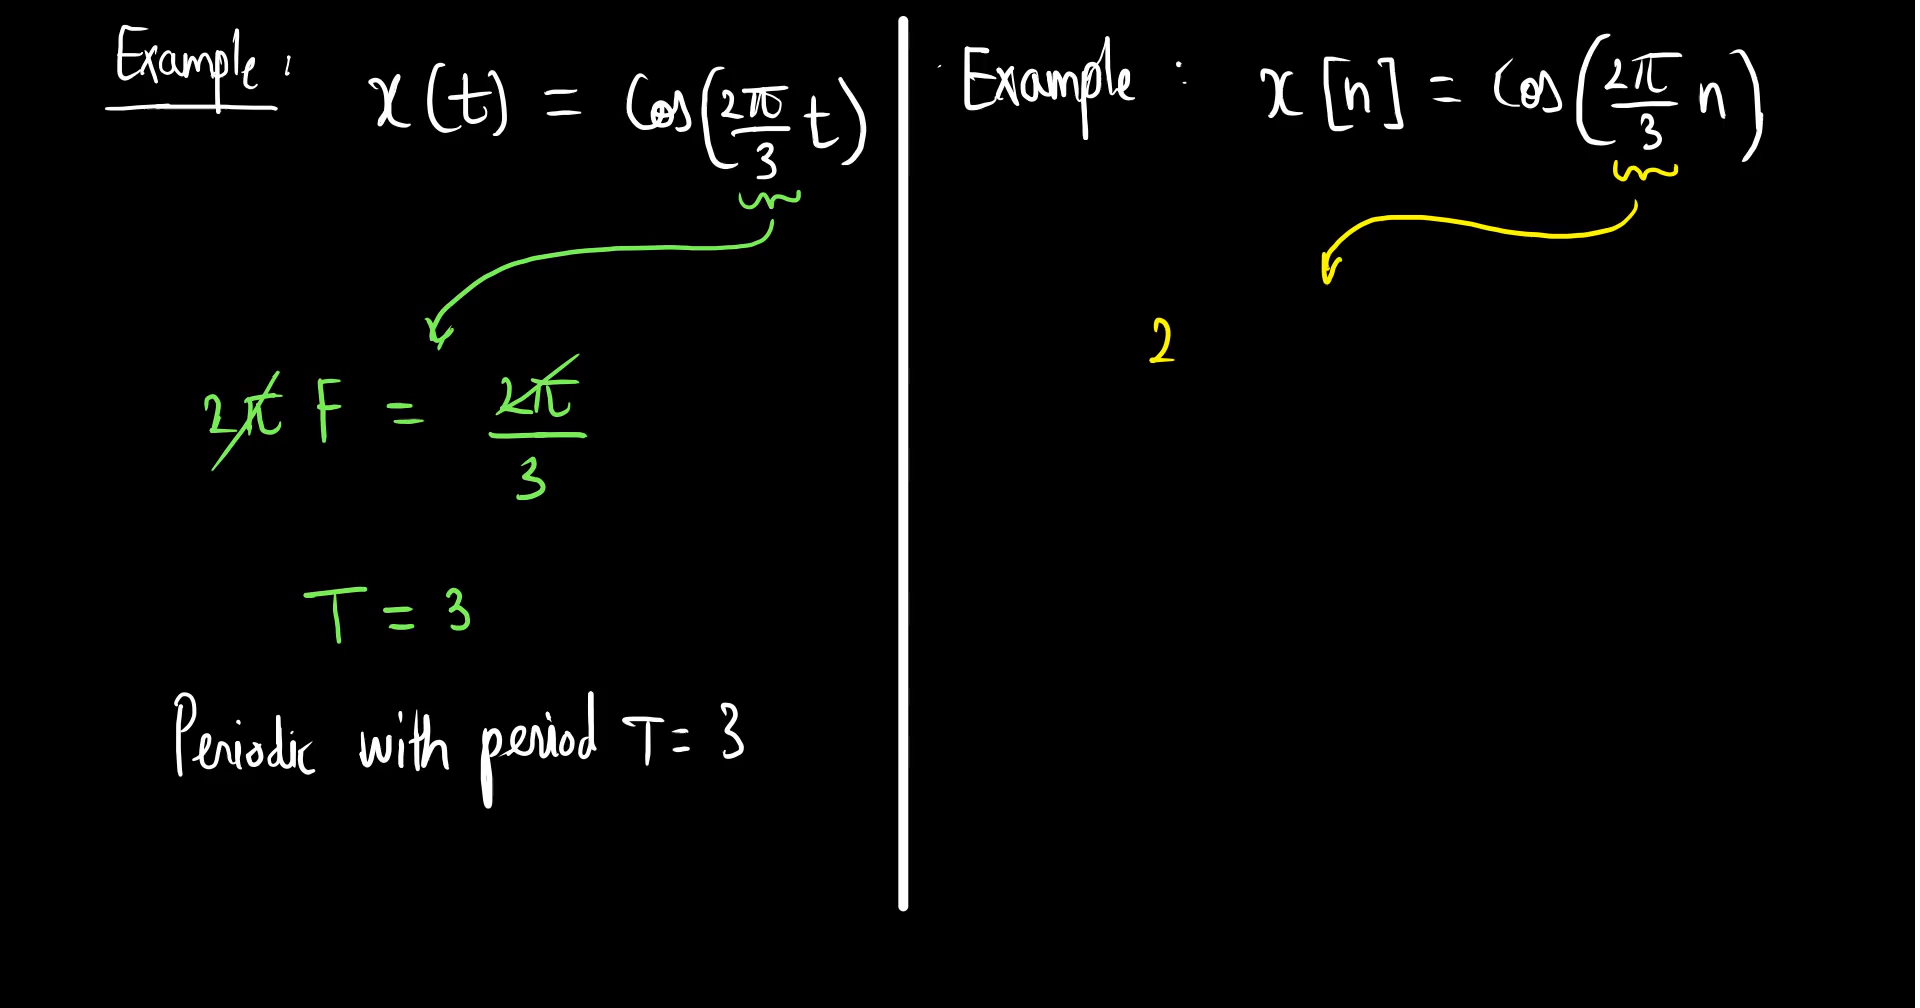 Example: x(t) = Cos(2π/3 t)
2π F = 2π/3
T = 3
Periodic with period T = 3
Example : x[n] = Cos(2π/3 n)
2